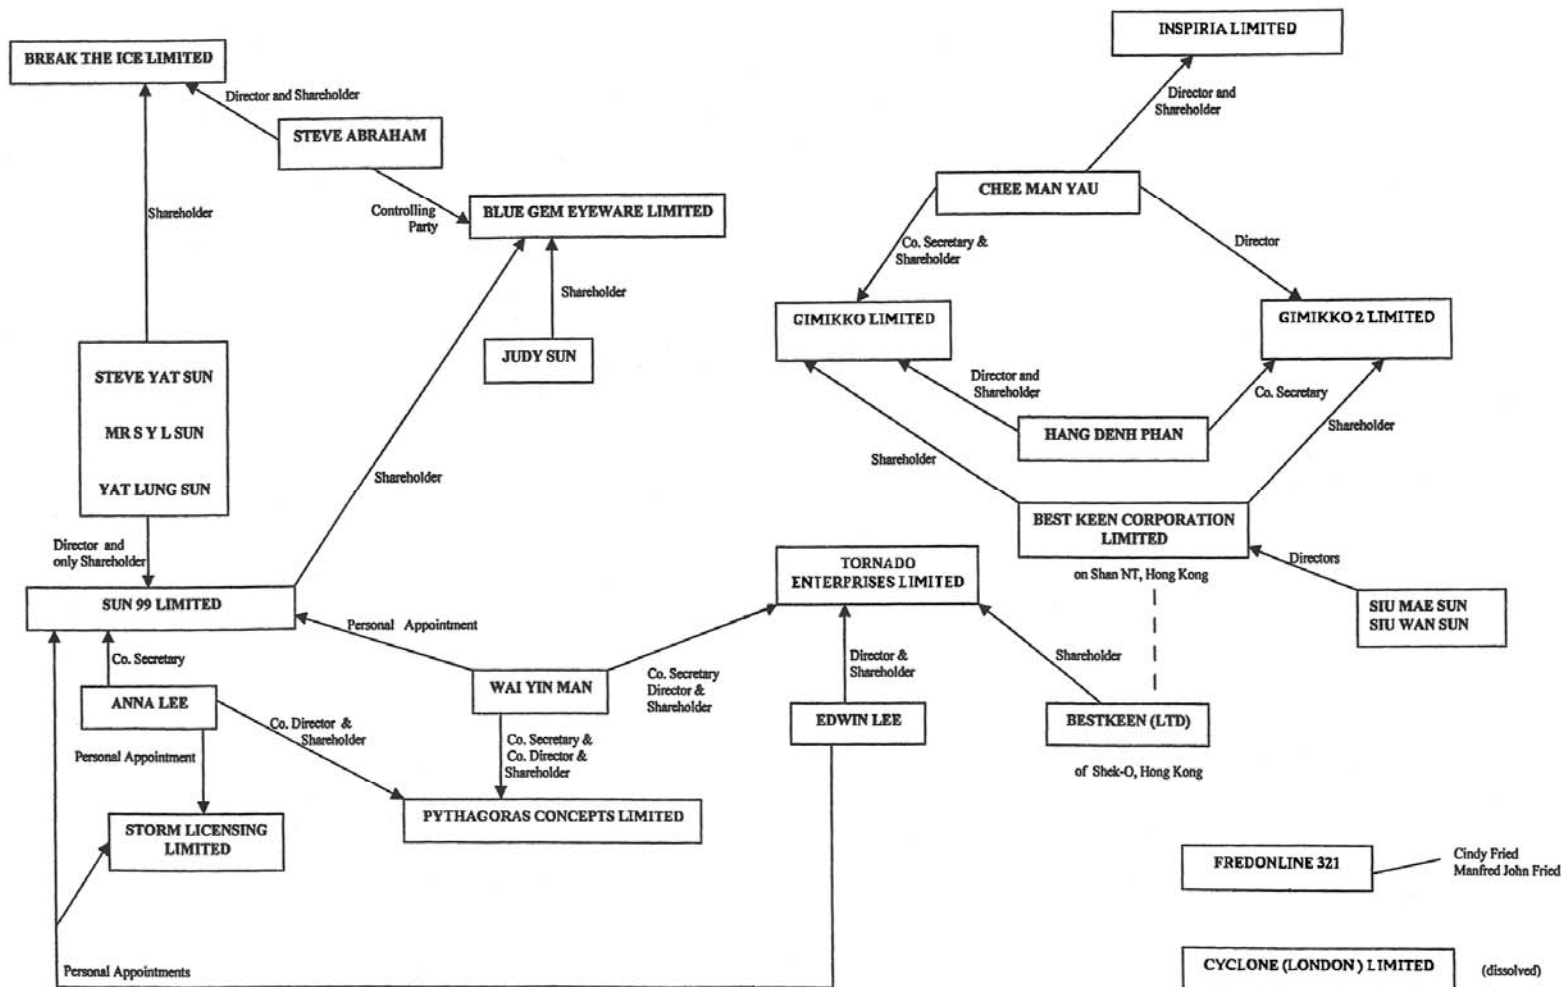 INSPIRIA LIMITED
BREAK THE ICE LIMITED
Director and Shareholder
Director and
Shareholder
STEVE ABRAHAM
CHEE MAN YAU
Shareholder
Controlling
Party
BLUE GEM EYEWARE LIMITED
Co. Secretary &
Shareholder
Director
Shareholder
GIMIKKO LIMITED
GIMIKKO 2 LIMITED
JUDY SUN
STEVE YAT SUN
MR S Y L SUN
YAT LUNG SUN
Director and
Shareholder
Co. Secretary
HANG DENH PHAN
Shareholder
Shareholder
Shareholder
BEST KEEN CORPORATION
LIMITED
on Shan NT, Hong Kong
Directors
SIU MAE SUN
SIU WAN SUN
Director and
only Shareholder
TORNADO
ENTERPRISES LIMITED
SUN 99 LIMITED
Personal Appointment
Co. Secretary
Director &
Shareholder
Shareholder
Co. Secretary
Director &
Shareholder
ANNA LEE
WAI YIN MAN
EDWIN LEE
BESTKEEN (LTD)
of Shek-O, Hong Kong
Co. Director &
Shareholder
Personal Appointment
Co. Secretary &
Co. Director &
Shareholder
PYTHAGORAS CONCEPTS LIMITED
STORM LICENSING
LIMITED
FREDONLINE 321
Cindy Fried
Manfred John Fried
Personal Appointments
CYCLONE (LONDON) LIMITED
(dissolved)